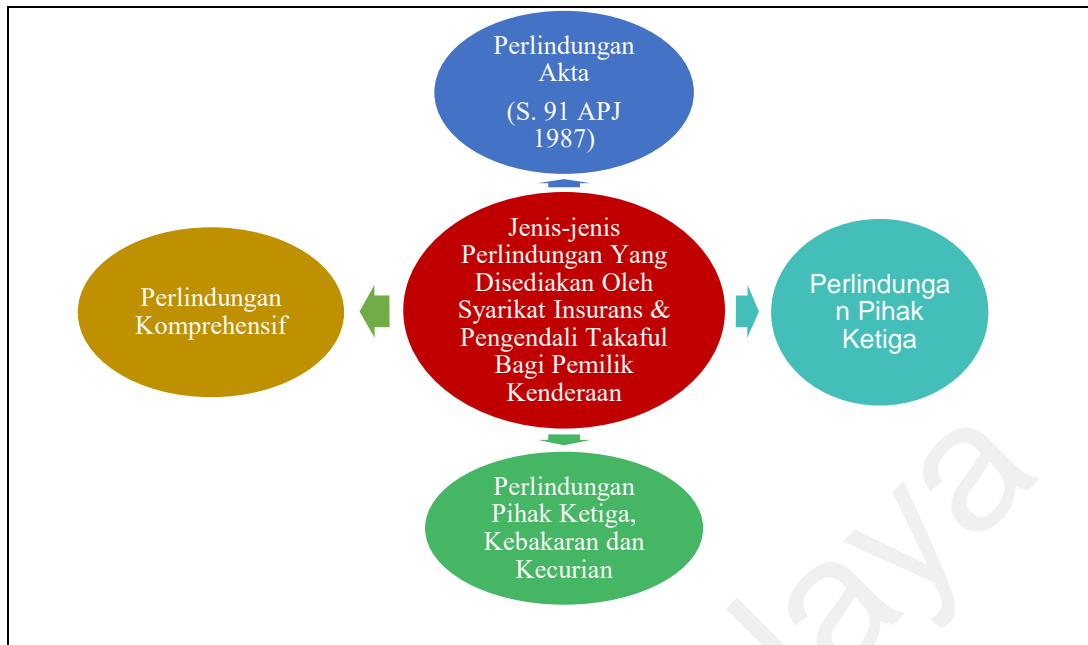 Perlindungan
Akta
(S. 91 APJ
1987)
Jenis-jenis
Perlindungan Yang
Disediakan Oleh
Syarikat Insurans &
Pengendali Takaful
Bagi Pemilik
Kenderaan
Perlindungan
Komprehensif
Perlindunga
n Pihak
Ketiga
Perlindungan
Pihak Ketiga,
Kebakaran dan
Kecurian
laya